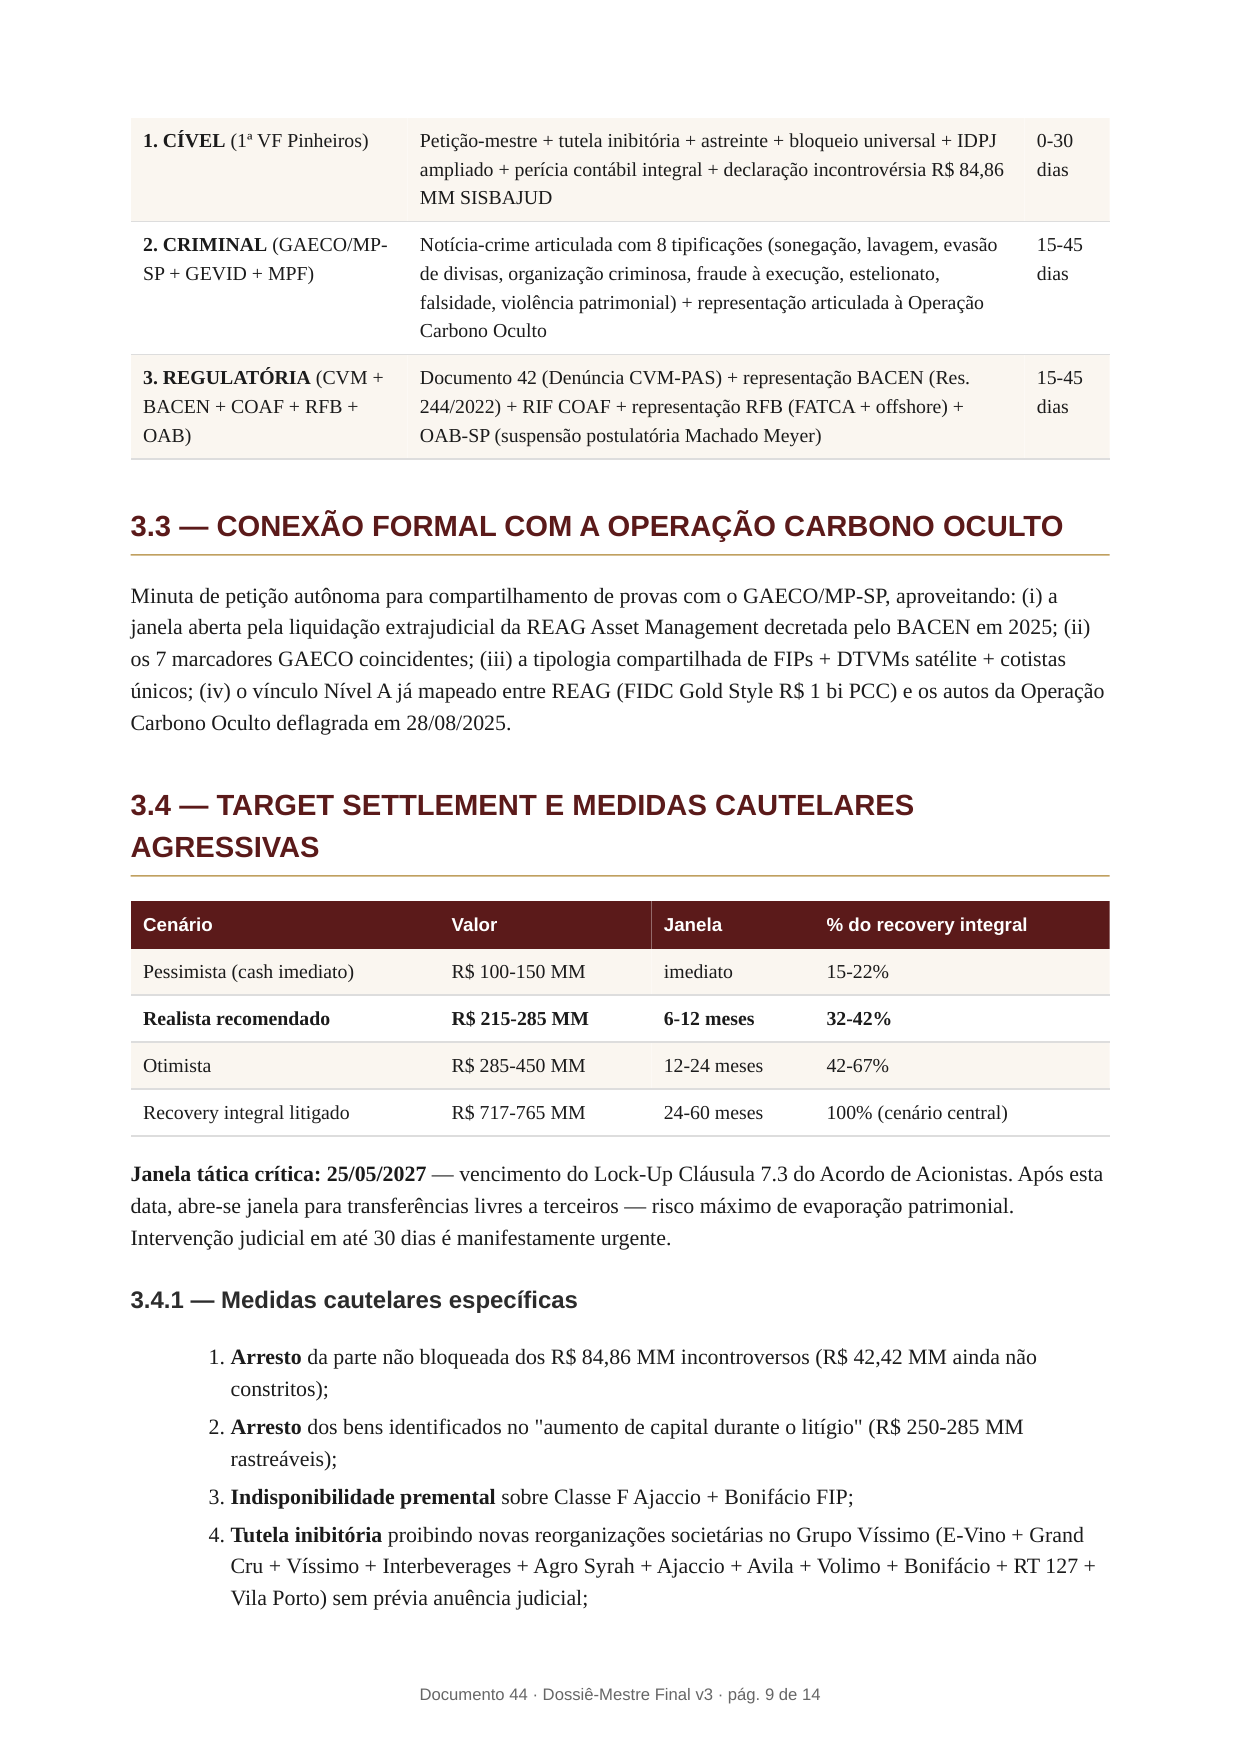 1. CÍVEL (1ª VF Pinheiros)
Petição-mestre + tutela inibitória + astreinte + bloqueio universal + IDPJ
ampliado + perícia contábil integral + declaração incontrovérsia R$ 84,86
MM SISBAJUD
0-30
dias
2. CRIMINAL (GAECO/MP-
SP + GEVID + MPF)
Notícia-crime articulada com 8 tipificações (sonegação, lavagem, evasão
de divisas, organização criminosa, fraude à execução, estelionato,
falsidade, violência patrimonial) + representação articulada à Operação
Carbono Oculto
15-45
dias
3. REGULATÓRIA (CVM +
BACEN + COAF + RFB +
OAB)
Documento 42 (Denúncia CVM-PAS) + representação BACEN (Res.
244/2022) + RIF COAF + representação RFB (FATCA + offshore) +
OAB-SP (suspensão postulatória Machado Meyer)
15-45
dias
3.3 — CONEXÃO FORMAL COM A OPERAÇÃO CARBONO OCULTO
Minuta de petição autônoma para compartilhamento de provas com o GAECO/MP-SP, aproveitando: (i) a
janela aberta pela liquidação extrajudicial da REAG Asset Management decretada pelo BACEN em 2025; (ii)
os 7 marcadores GAECO coincidentes; (iii) a tipologia compartilhada de FIPs + DTVMs satélite + cotistas
únicos; (iv) o vínculo Nível A já mapeado entre REAG (FIDC Gold Style R$ 1 bi PCC) e os autos da Operação
Carbono Oculto deflagrada em 28/08/2025.
3.4 — TARGET SETTLEMENT E MEDIDAS CAUTELARES
AGRESSIVAS
Cenário Valor Janela % do recovery integral
Pessimista (cash imediato) R$ 100-150 MM imediato 15-22%
Realista recomendado R$ 215-285 MM 6-12 meses 32-42%
Otimista R$ 285-450 MM 12-24 meses 42-67%
Recovery integral litigado R$ 717-765 MM 24-60 meses 100% (cenário central)
Janela tática crítica: 25/05/2027 — vencimento do Lock-Up Cláusula 7.3 do Acordo de Acionistas. Após esta
data, abre-se janela para transferências livres a terceiros — risco máximo de evaporação patrimonial.
Intervenção judicial em até 30 dias é manifestamente urgente.
3.4.1 — Medidas cautelares específicas
1. Arresto da parte não bloqueada dos R$ 84,86 MM incontroversos (R$ 42,42 MM ainda não
constritos);
2. Arresto dos bens identificados no "aumento de capital durante o litígio" (R$ 250-285 MM
rastreáveis);
3. Indisponibilidade premental sobre Classe F Ajaccio + Bonifácio FIP;
4. Tutela inibitória proibindo novas reorganizações societárias no Grupo Víssimo (E-Vino + Grand
Cru + Víssimo + Interbeverages + Agro Syrah + Ajaccio + Avila + Volimo + Bonifácio + RT 127 +
Vila Porto) sem prévia anuência judicial;
Documento 44 · Dossiê-Mestre Final v3 · pág. 9 de 14